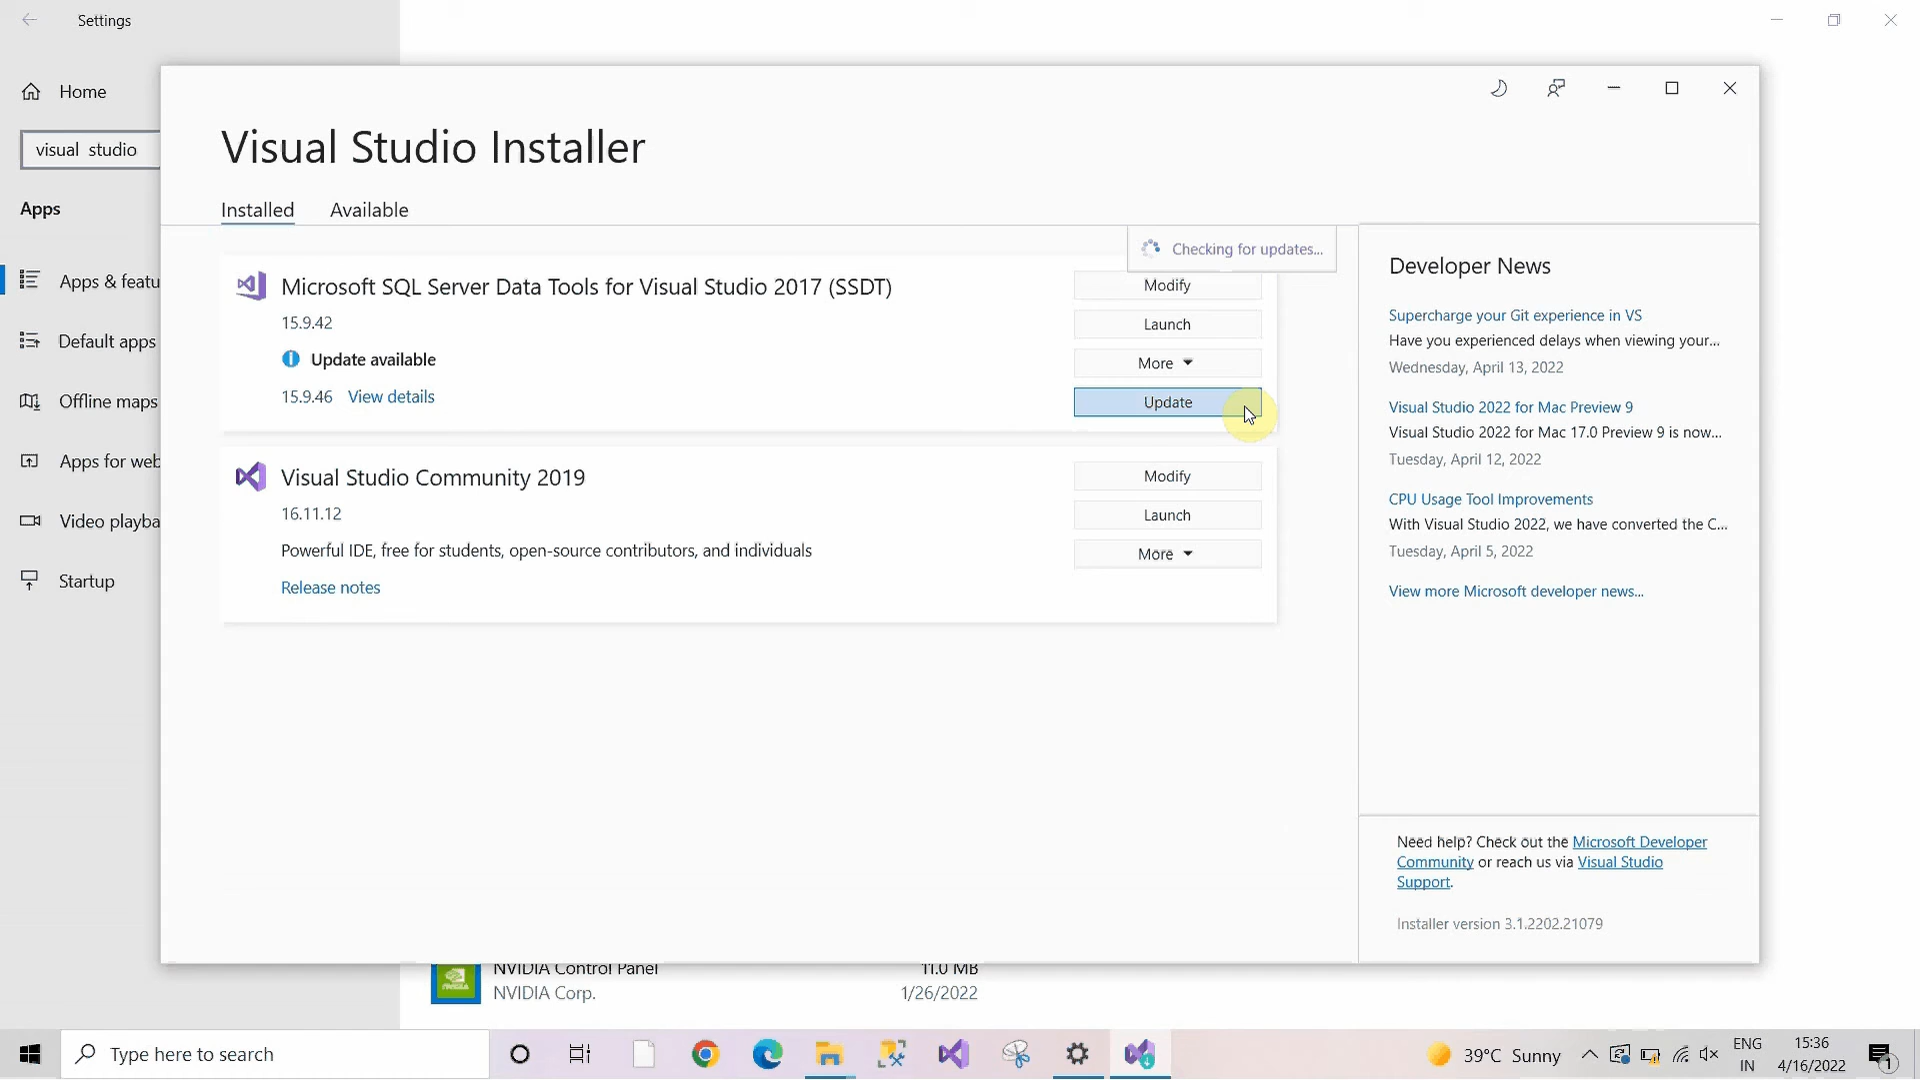 Settings
Home
visual studio
Apps
Apps & featu
Default apps
Offline maps
Apps for web
Video playba
Startup
Visual Studio Installer
Installed
Available
Checking for updates...
Microsoft SQL Server Data Tools for Visual Studio 2017 (SSDT)
15.9.42
Update available
15.9.46 View details
Modify
Launch
More
Update
Visual Studio Community 2019
16.11.12
Powerful IDE, free for students, open-source contributors, and individuals
Release notes
Modify
Launch
More
Developer News
Supercharge your Git experience in VS
Have you experienced delays when viewing your...
Wednesday, April 13, 2022
Visual Studio 2022 for Mac Preview 9
Visual Studio 2022 for Mac 17.0 Preview 9 is now...
Tuesday, April 12, 2022
CPU Usage Tool Improvements
With Visual Studio 2022, we have converted the C...
Tuesday, April 5, 2022
View more Microsoft developer news...
Need help? Check out the Microsoft Developer
Community or reach us via Visual Studio
Support.
Installer version 3.1.2202.21079
NVIDIA Control Panel
11.0 MB
NVIDIA Corp.
1/26/2022
Type here to search
39°C Sunny
ENG
IN
15:36
4/16/2022
1